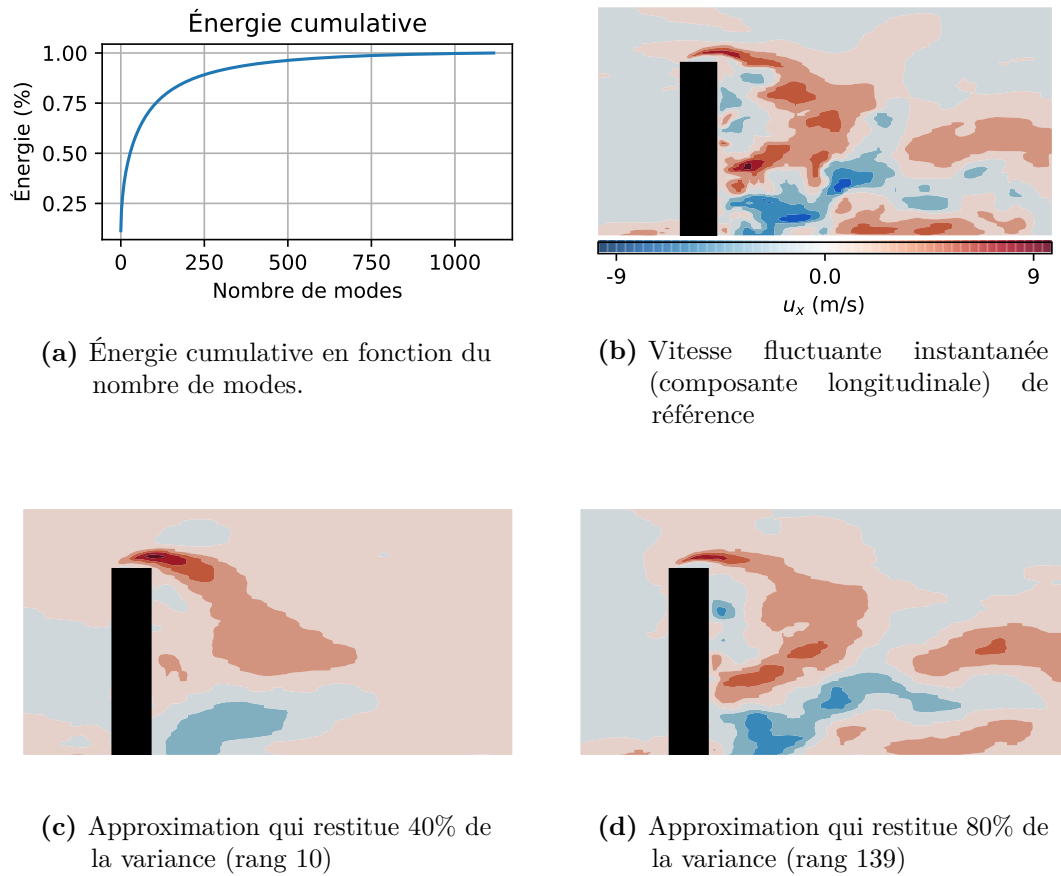 Énergie cumulative
1.00
0.75
0.50
0.25
Énergie (%)
0
250
500
750
1000
Nombre de modes
-9
0.0
9
u_x (m/s)
(a) Énergie cumulative en fonction du
nombre de modes.
(b) Vitesse fluctuante instantanée
(composante longitudinale) de
référence
(c) Approximation qui restitue 40% de
la variance (rang 10)
(d) Approximation qui restitue 80% de
la variance (rang 139)